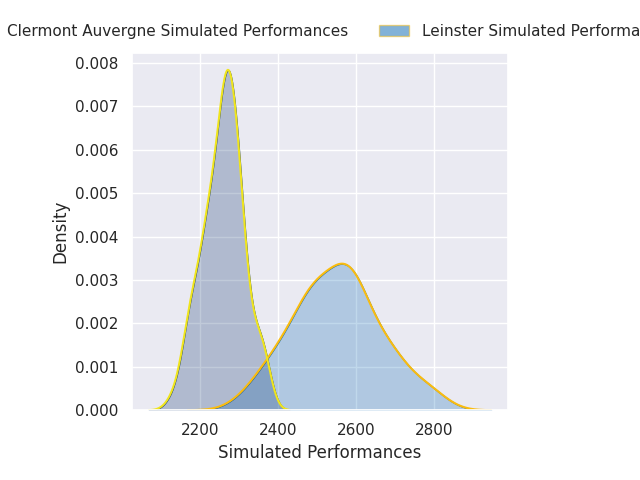 Clermont Auvergne Simulated Performances
Leinster Simulated Performa
0.008
0.007
0.006
0.005
0.004
0.003
0.002
0.001
0.000
Density
2200 2400 2600 2800
Simulated Performances